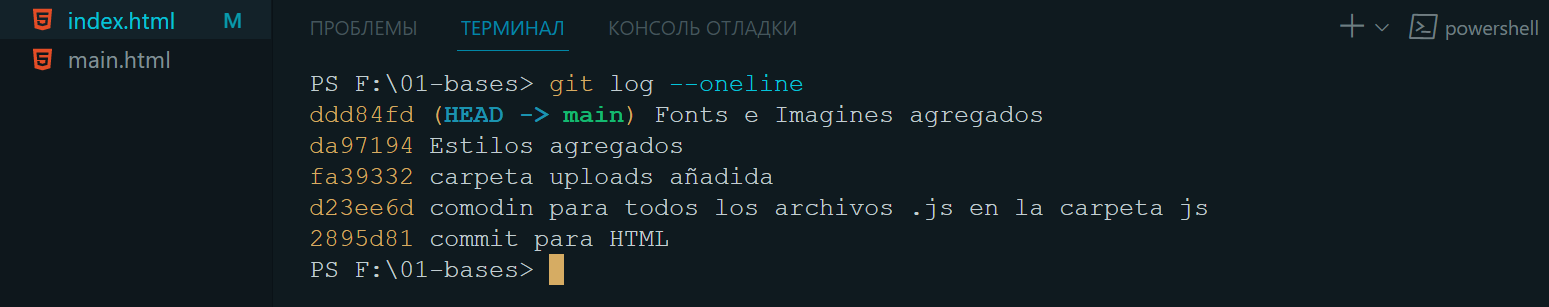 index.html M
main.html
ПРОБЛЕМЫ ТЕРМИНАЛ КОНСОЛЬ ОТЛАДКИ powershell
PS F:\01-bases> git log --oneline
ddd84fd (HEAD -> main) Fonts e Imagines agregados
da97194 Estilos agregados
fa39332 carpeta uploads añadida
d23ee6d comodin para todos los archivos .js en la carpeta js
2895d81 commit para HTML
PS F:\01-bases>